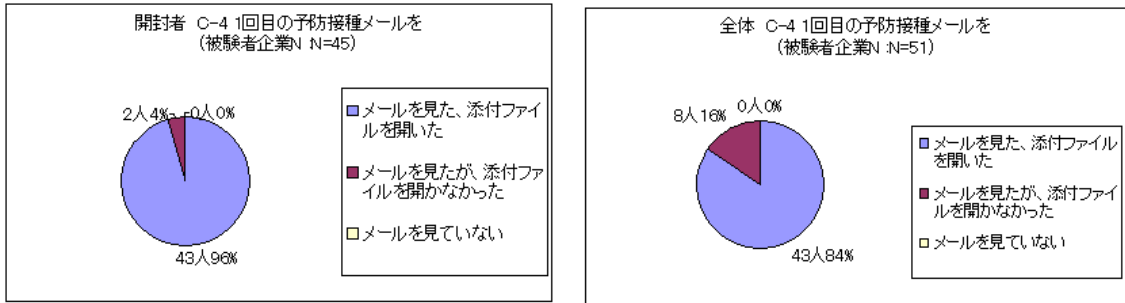 開封者 C-4 1回目の予防接種メールを
(被験者企業N :N=45)
2人4%
0人0%
43人96%
メールを見た、添付ファイ
ルを開いた
メールを見たが、添付ファ
イルを開かなかった
メールを見ていない
全体 C-4 1回目の予防接種メールを
(被験者企業N :N=51)
8人16%
0人0%
43人84%
メールを見た、添付ファイル
を開いた
メールを見たが、添付ファイ
ルを開かなかった
メールを見ていない